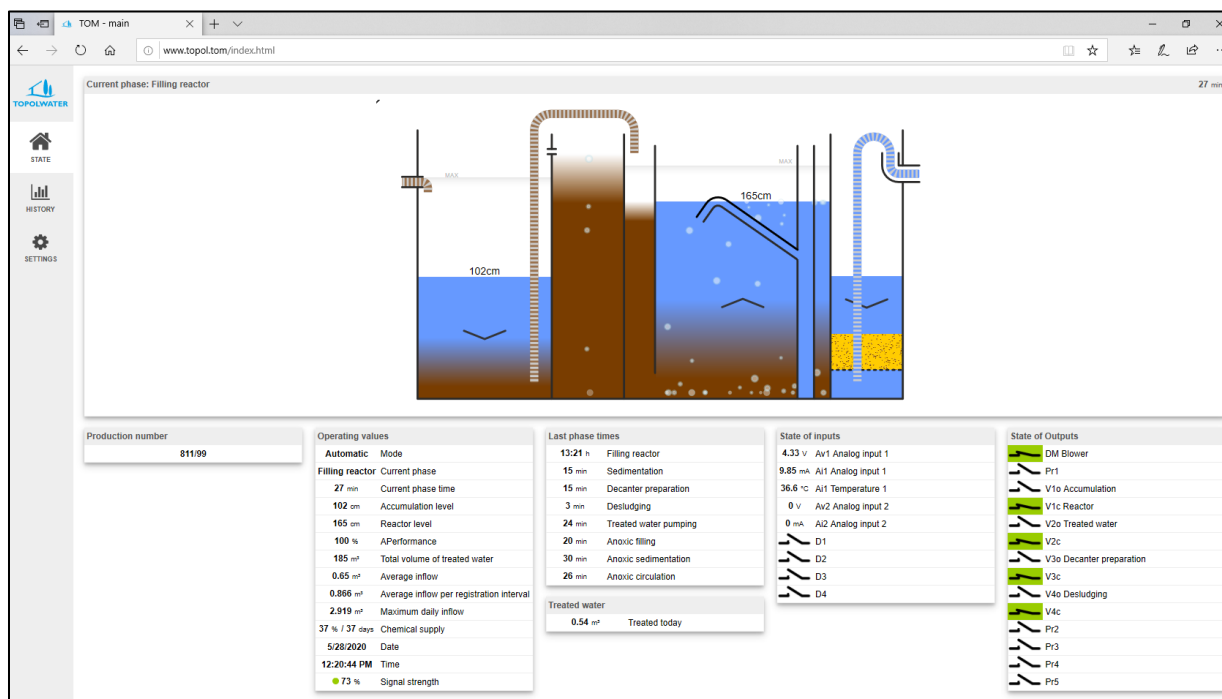 TOM - main
www.topol.tom/index.html
TOPOLWATER
STATE
HISTORY
SETTINGS
Current phase: Filling reactor
27 min
MAX
MAX
165cm
102cm
Production number
811/99
Operating values
Automatic Mode
Filling reactor Current phase
27 min Current phase time
102 cm Accumulation level
165 cm Reactor level
100 % APerformance
185 m³ Total volume of treated water
0.65 m³ Average inflow
0.866 m³ Average inflow per registration interval
2.919 m³ Maximum daily inflow
37 % / 37 days Chemical supply
5/28/2020 Date
12:20:44 PM Time
73 % Signal strength
Last phase times
13:21 h Filling reactor
15 min Sedimentation
15 min Decanter preparation
3 min Desludging
24 min Treated water pumping
20 min Anoxic filling
30 min Anoxic sedimentation
26 min Anoxic circulation
Treated water
0.54 m³ Treated today
State of inputs
4.33 V Av1 Analog input 1
9.85 mA Ai1 Analog input 1
36.6 °C Ai1 Temperature 1
0 V Av2 Analog input 2
0 mA Ai2 Analog input 2
D1
D2
D3
D4
State of Outputs
DM Blower
Pr1
V1o Accumulation
V1c Reactor
V2o Treated water
V2c
V3o Decanter preparation
V3c
V4o Desludging
V4c
Pr2
Pr3
Pr4
Pr5